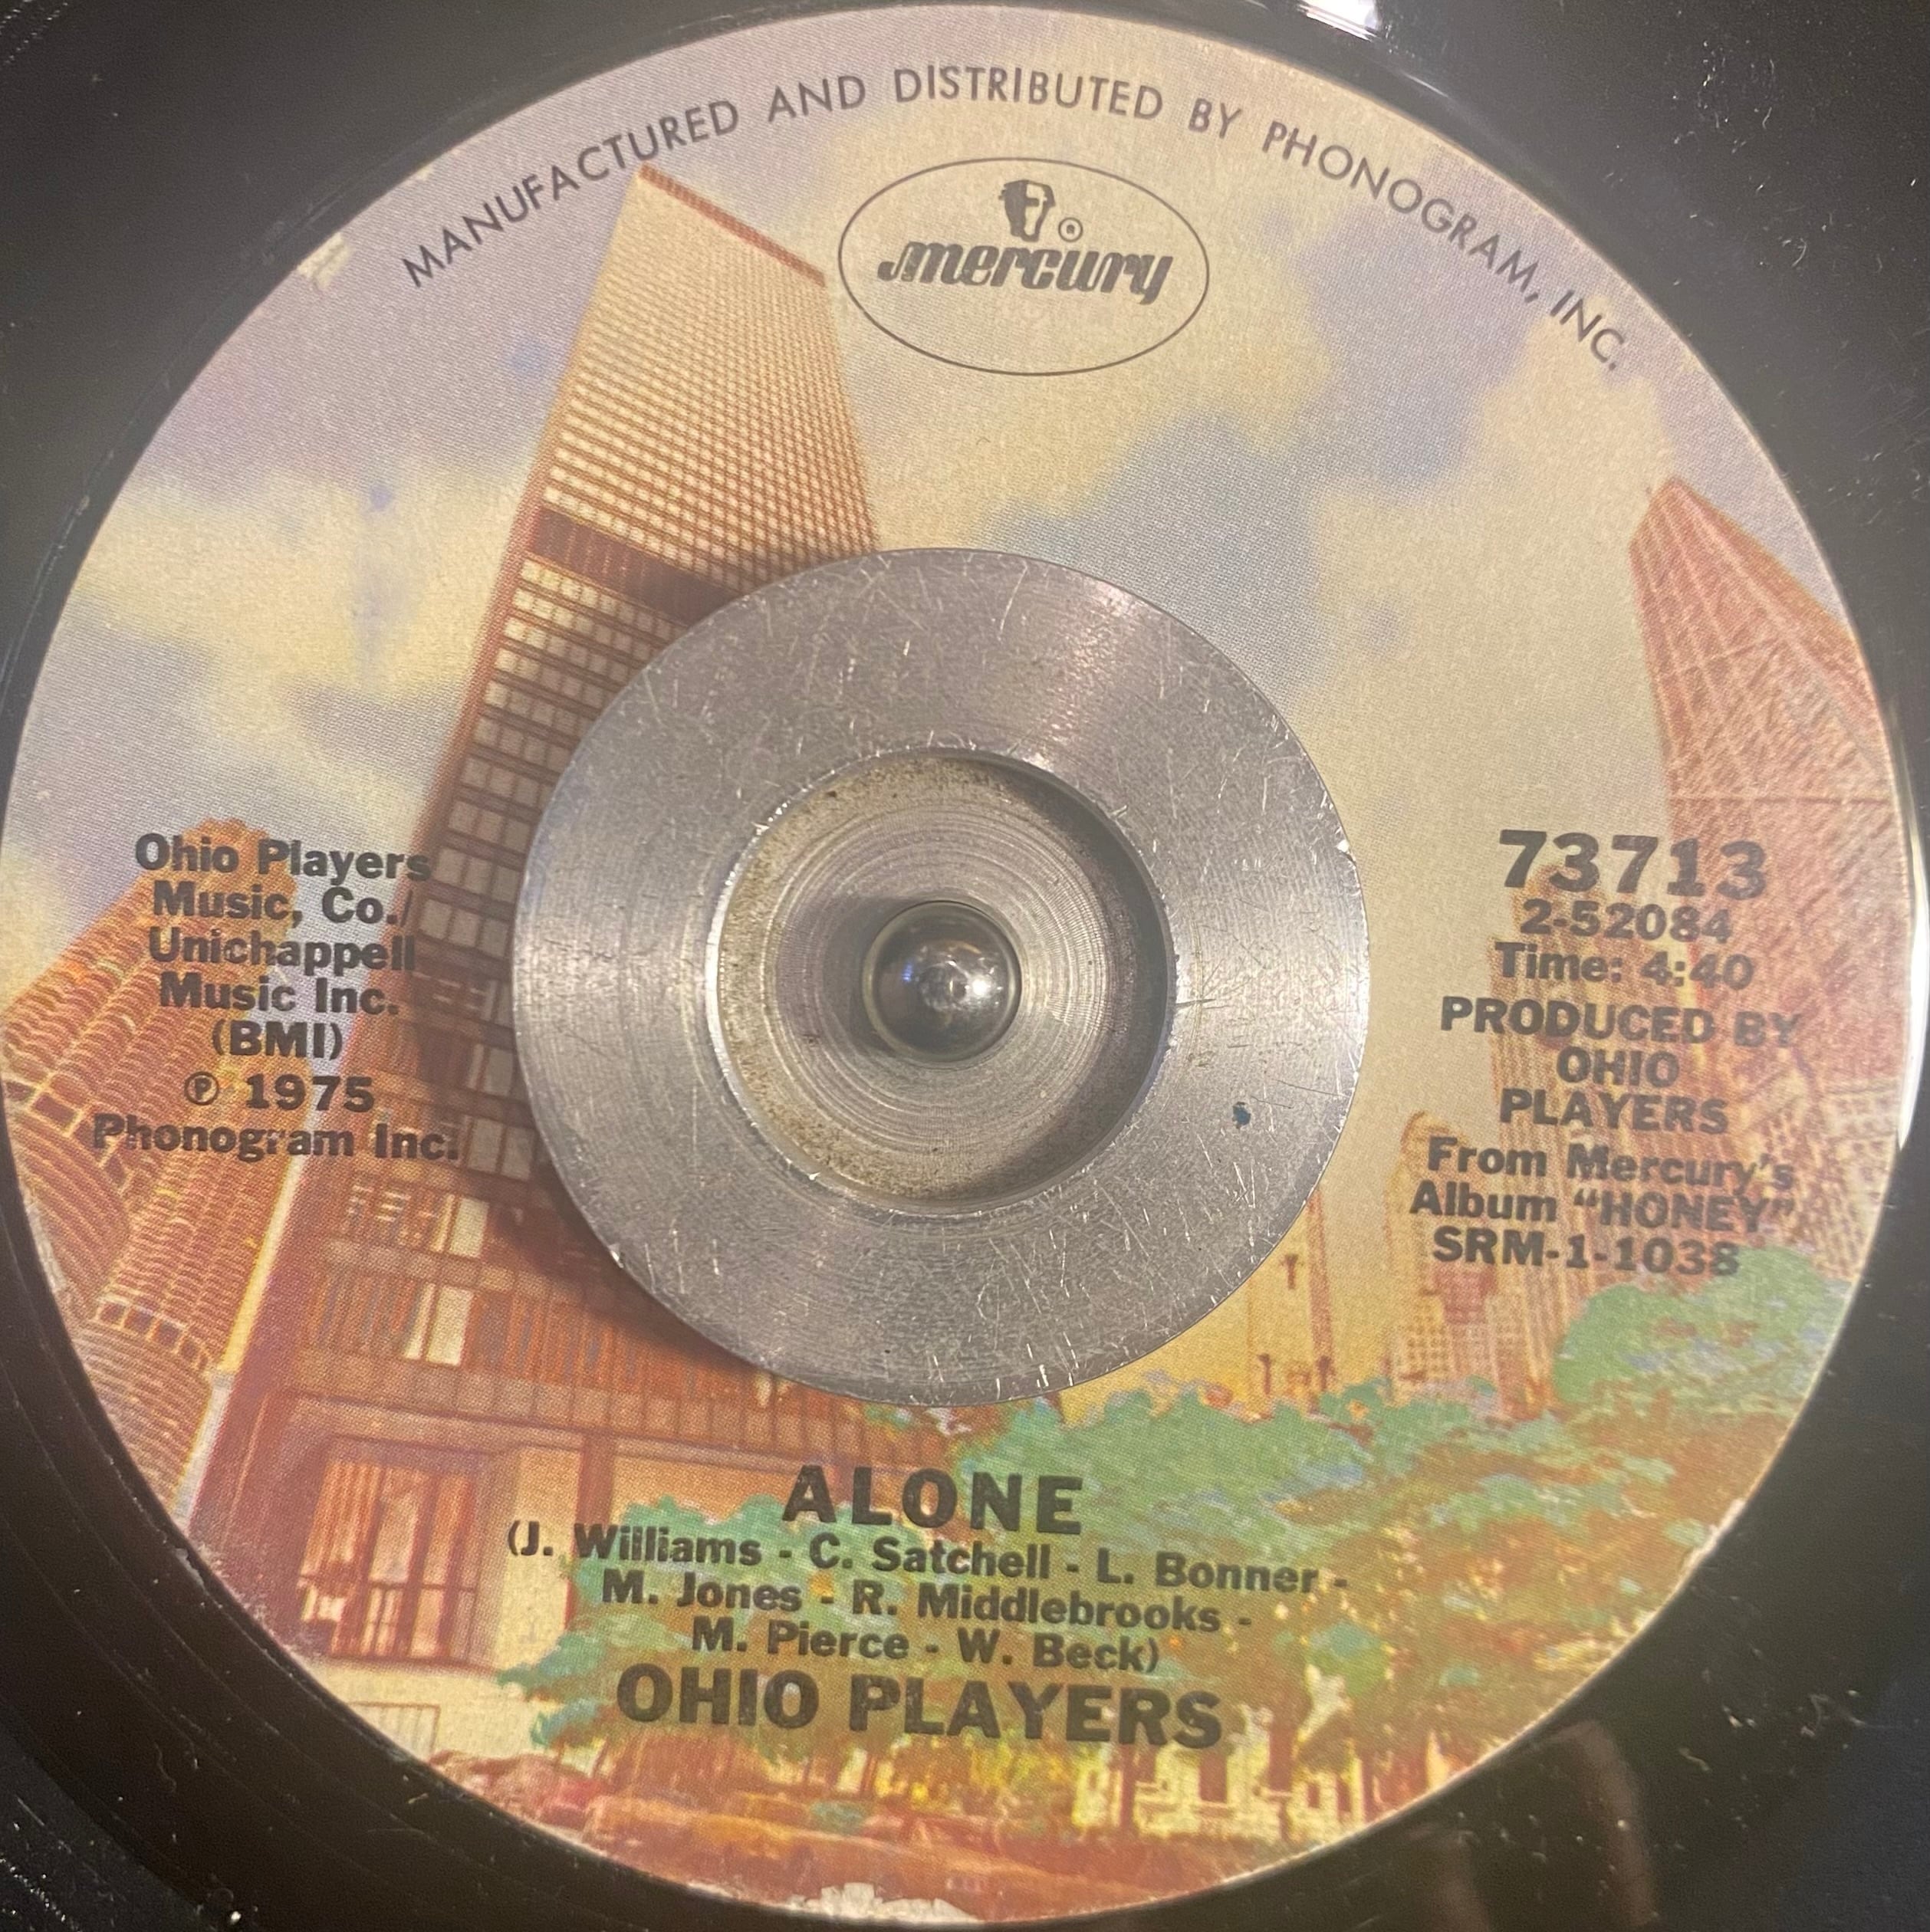 MANUFACTURED AND DISTRIBUTED BY PHONOGRAM, INC.
®
mercury
Ohio Players
Music, Co./
Unichappell
Music Inc.
(BMI)
℗ 1975
Phonogram Inc.
73713
2-52084
Time: 4:40
PRODUCED BY
OHIO
PLAYERS
From Mercury's
Album "HONEY"
SRM-1-1038
ALONE
(J. Williams - C. Satchell - L. Bonner -
M. Jones - R. Middlebrooks -
M. Pierce - W. Beck)
OHIO PLAYERS